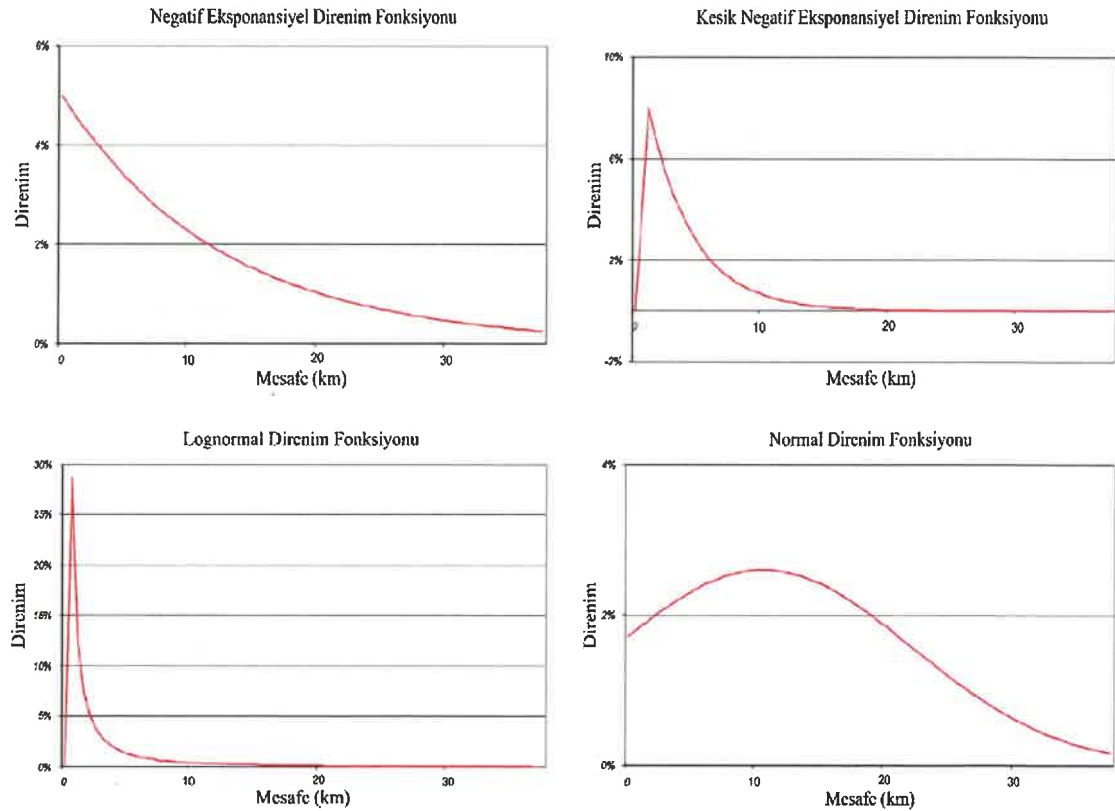 Negatif Eksponansiyel Direnim Fonksiyonu
6%
4%
2%
0%
Direnim
0 10 20 30
Mesafe (km)
Kesik Negatif Eksponansiyel Direnim Fonksiyonu
10%
6%
2%
-2%
Direnim
0 10 20 30
Mesafe (km)
Lognormal Direnim Fonksiyonu
30%
25%
20%
15%
10%
5%
0%
Direnim
0 10 20 30
Mesafe (km)
Normal Direnim Fonksiyonu
4%
2%
0%
Direnim
0 10 20 30
Mesafe (km)